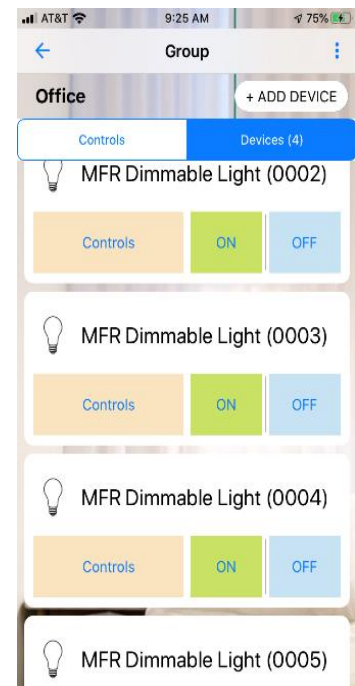 AT&T 9:25 AM 75%
Group
Office + ADD DEVICE
Controls Devices (4)
MFR Dimmable Light (0002)
Controls ON OFF
MFR Dimmable Light (0003)
Controls ON OFF
MFR Dimmable Light (0004)
Controls ON OFF
MFR Dimmable Light (0005)